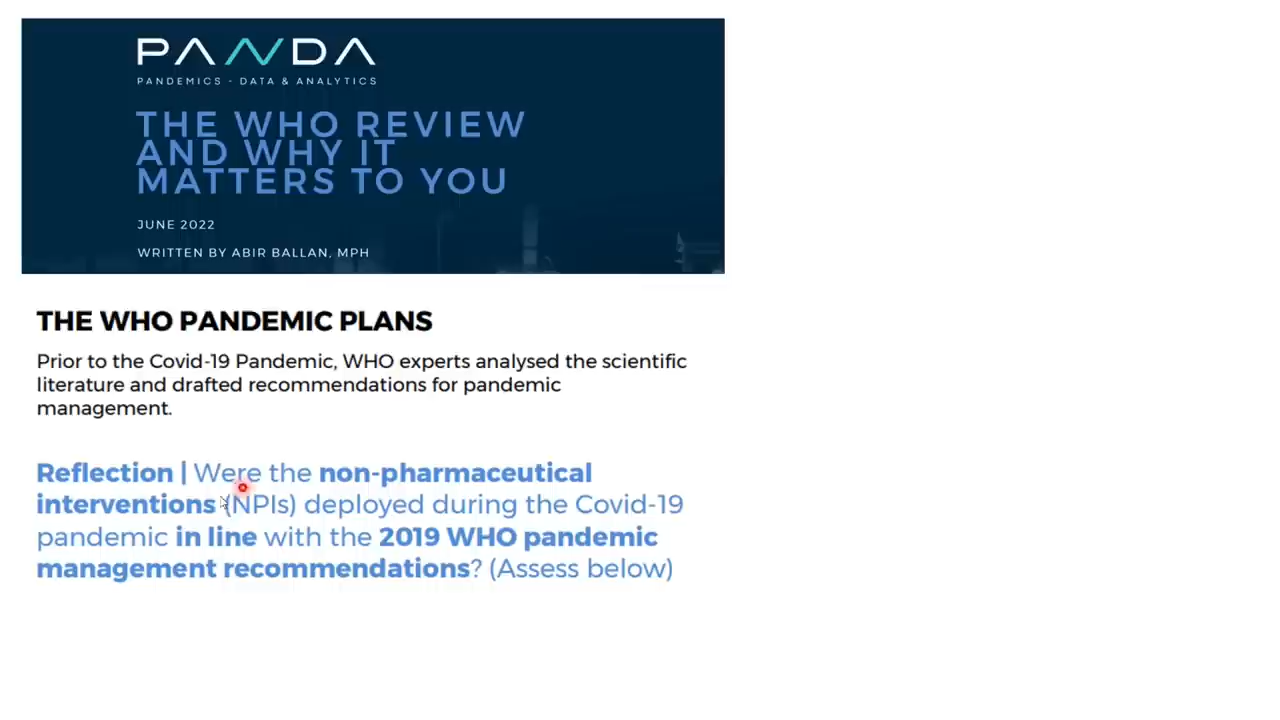 PANDA
PANDEMICS - DATA & ANALYTICS
THE WHO REVIEW
AND WHY IT
MATTERS TO YOU
JUNE 2022
WRITTEN BY ABIR BALLAN, MPH
THE WHO PANDEMIC PLANS
Prior to the Covid-19 Pandemic, WHO experts analysed the scientific
literature and drafted recommendations for pandemic
management.
Reflection | Were the non-pharmaceutical
interventions (NPIs) deployed during the Covid-19
pandemic in line with the 2019 WHO pandemic
management recommendations? (Assess below)